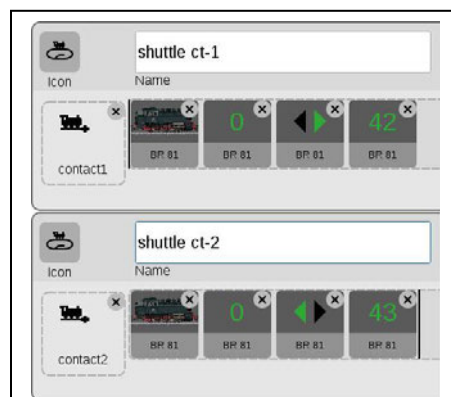 shuttle ct-1
Icon
Name
0
42
contact1
BR 81
BR 81
BR 81
BR 81
shuttle ct-2
Icon
Name
0
43
contact2
BR 81
BR 81
BR 81
BR 81